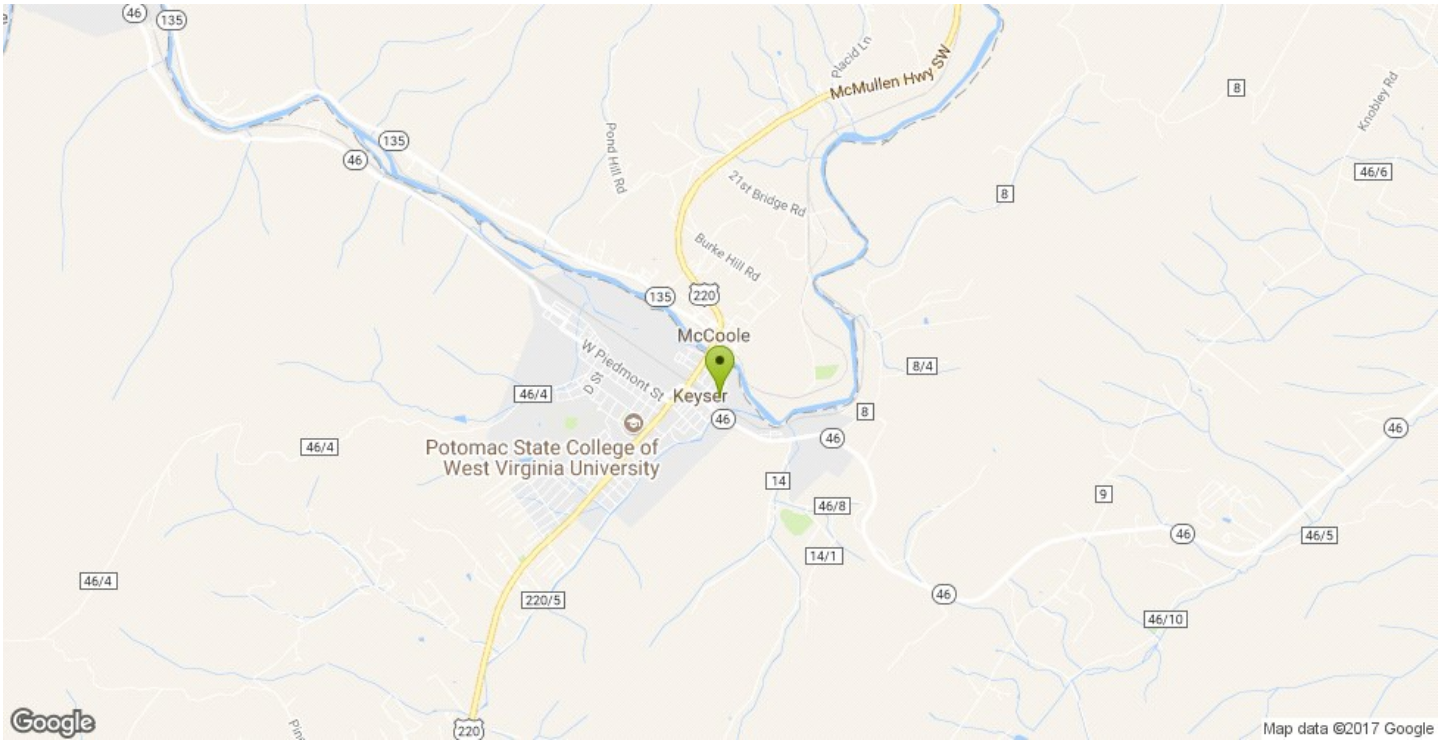 46
135
Placid Ln
McMullen Hwy SW
8
Knobley Rd
135
46
Pond Hill Rd
46/6
21st Bridge Rd
8
Burke Hill Rd
135
220
McCoole
W Piedmont St
D St
8/4
46/4
Keyser
8
46
46
46
46/4
Potomac State College of
West Virginia University
14
9
46/8
46
46/5
14/1
46/4
46
220/5
46/10
220
Google
Map data ©2017 Google